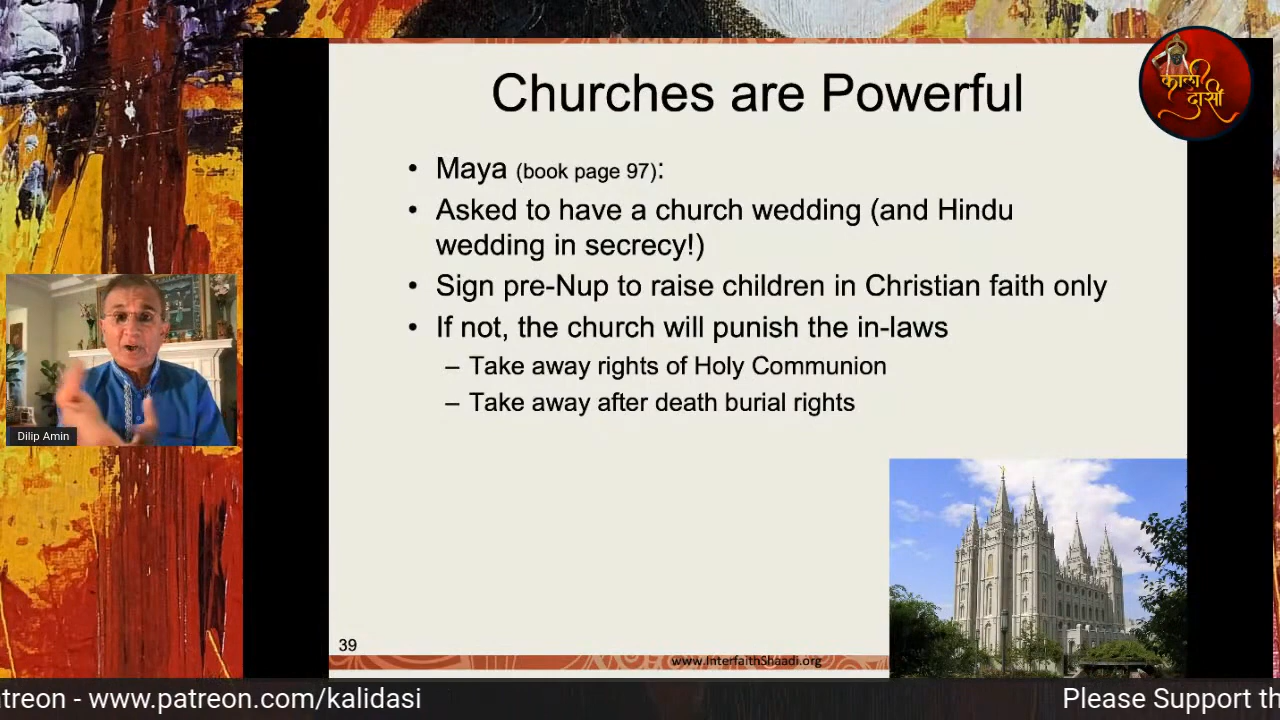 Churches are Powerful
काली
दासी
• Maya (book page 97):
• Asked to have a church wedding (and Hindu
wedding in secrecy!)
• Sign pre-Nup to raise children in Christian faith only
• If not, the church will punish the in-laws
– Take away rights of Holy Communion
– Take away after death burial rights
Dilip Amin
39
www.InterfaithShaadi.org
atreon - www.patreon.com/kalidasi
Please Support th